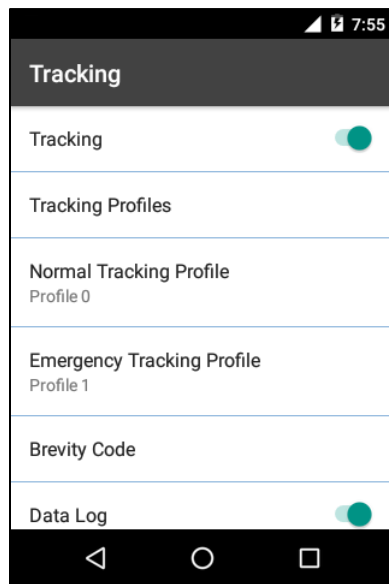 7:55
Tracking
Tracking
Tracking Profiles
Normal Tracking Profile
Profile 0
Emergency Tracking Profile
Profile 1
Brevity Code
Data Log